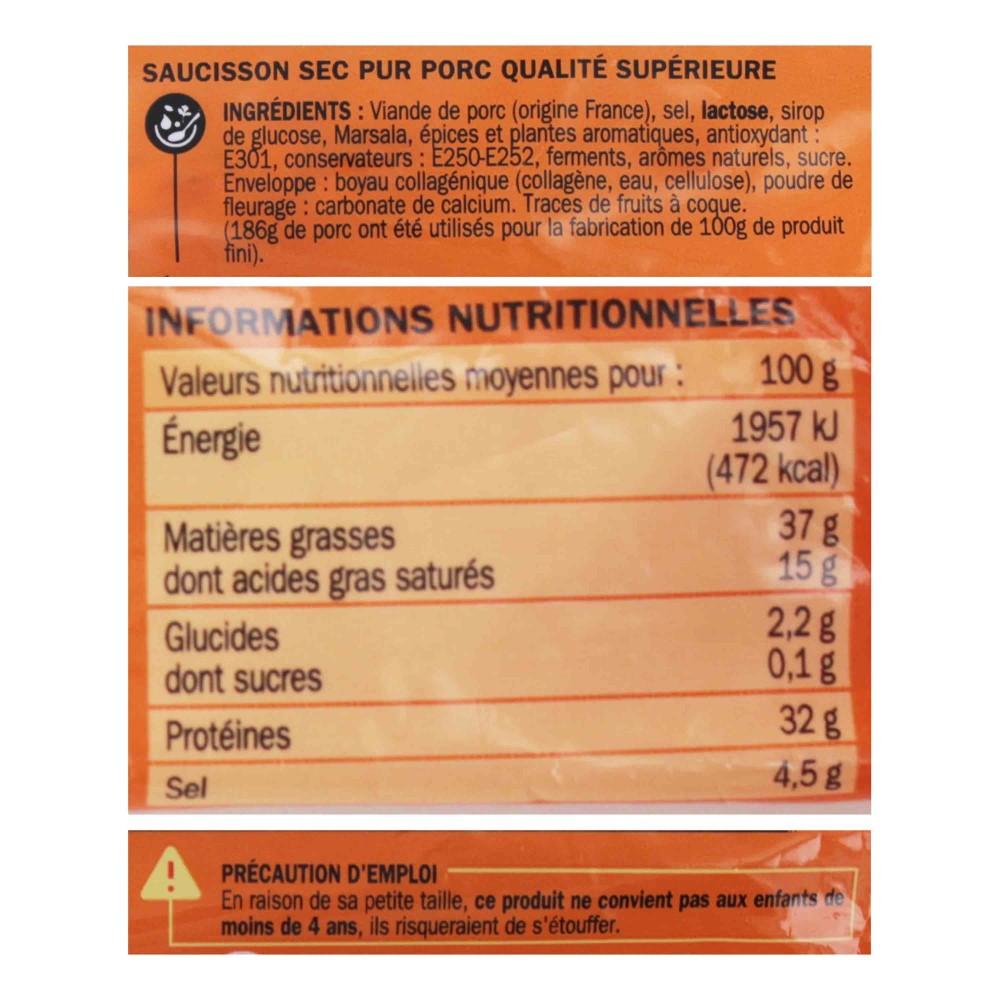 SAUCISSON SEC PUR PORC QUALITÉ SUPÉRIEURE
INGRÉDIENTS : Viande de porc (origine France), sel, lactose, sirop
de glucose, Marsala, épices et plantes aromatiques, antioxydant :
E301, conservateurs : E250-E252, ferments, arômes naturels, sucre.
Enveloppe : boyau collagénique (collagène, eau, cellulose), poudre de
fleurage : carbonate de calcium. Traces de fruits à coque.
(186g de porc ont été utilisés pour la fabrication de 100g de produit
fini).
INFORMATIONS NUTRITIONNELLES
Valeurs nutritionnelles moyennes pour : 100 g
Énergie 1957 kJ
(472 kcal)
Matières grasses 37 g
dont acides gras saturés 15 g
Glucides 2,2 g
dont sucres 0,1 g
Protéines 32 g
Sel 4,5 g
PRÉCAUTION D'EMPLOI
En raison de sa petite taille, ce produit ne convient pas aux enfants de
moins de 4 ans, ils risqueraient de s'étouffer.